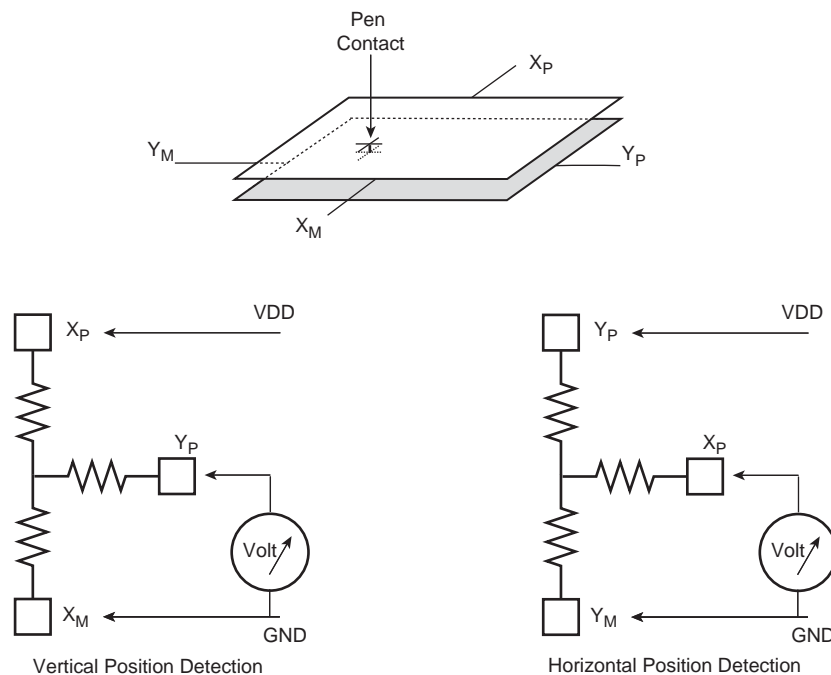 Pen
Contact
X_P
Y_M
Y_P
X_M
VDD
X_P
Y_P
Volt
X_M
GND
Vertical Position Detection
VDD
Y_P
X_P
Volt
Y_M
GND
Horizontal Position Detection